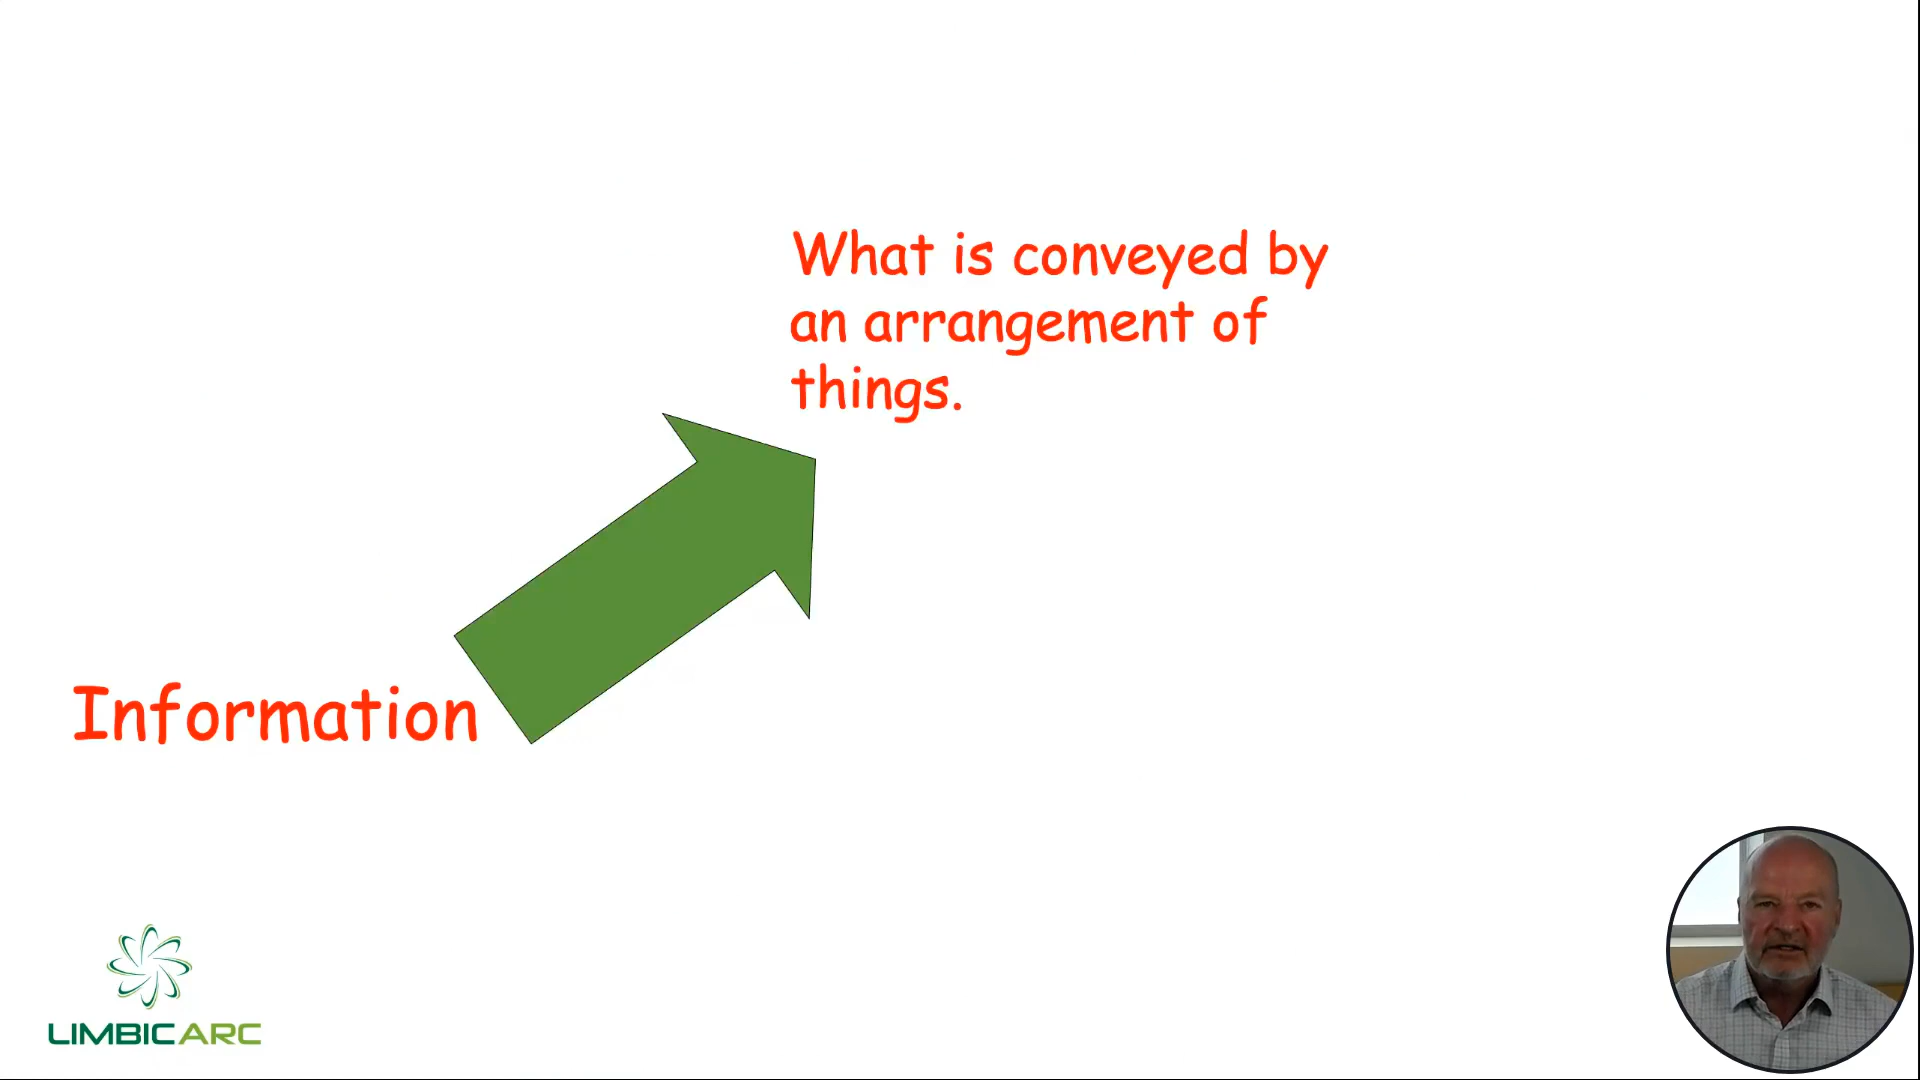 What is conveyed by
an arrangement of
things.
Information
LIMBICARC